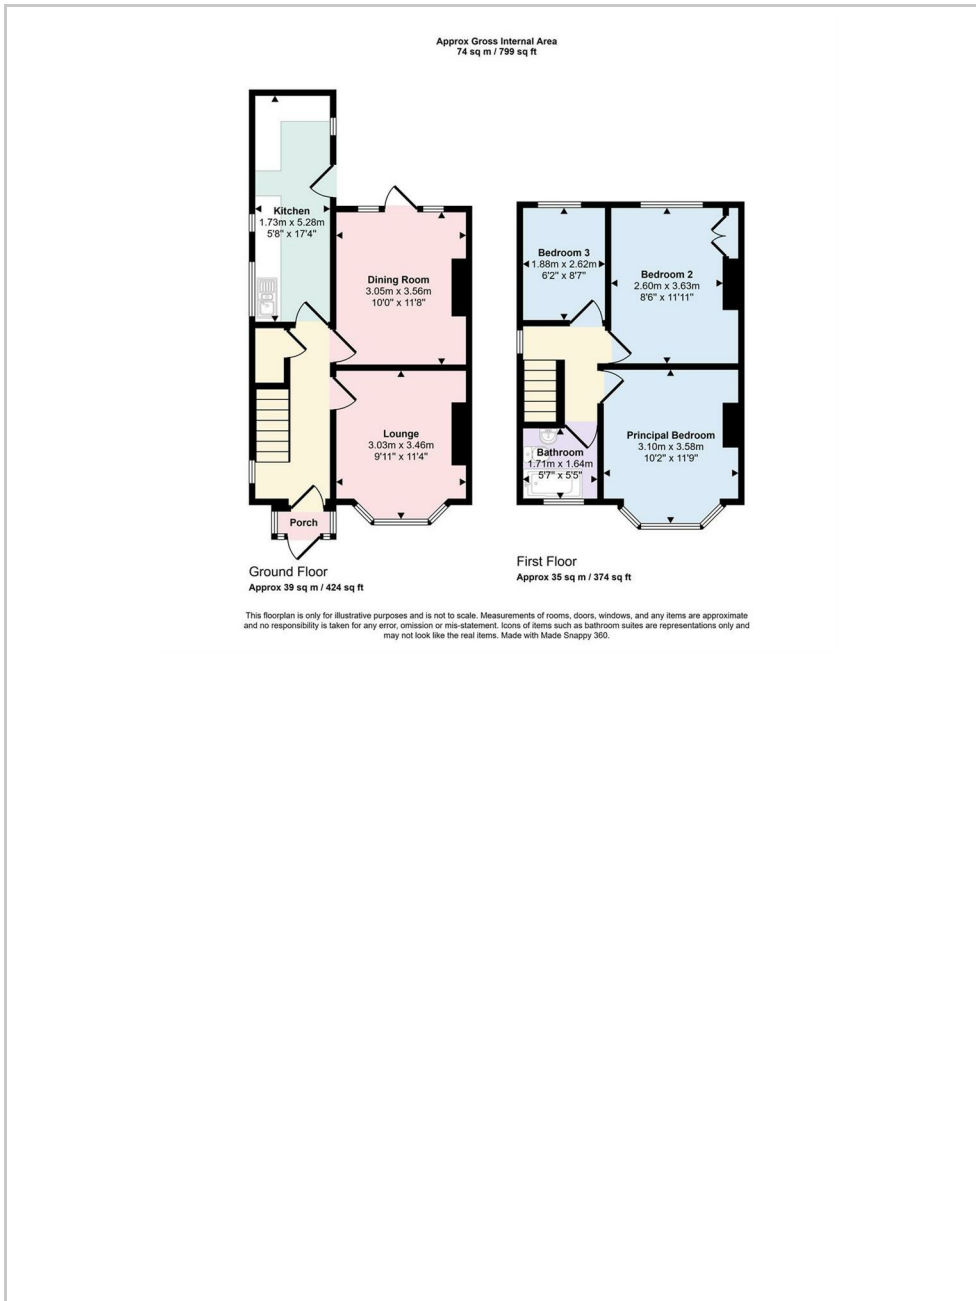 Approx Gross Internal Area
74 sq m / 799 sq ft
Kitchen
1.73m x 5.28m
5'8" x 17'4"
Dining Room
3.05m x 3.56m
10'0" x 11'8"
Lounge
3.03m x 3.46m
9'11" x 11'4"
Porch
Ground Floor
Approx 39 sq m / 424 sq ft
Bedroom 3
1.88m x 2.62m
6'2" x 8'7"
Bedroom 2
2.60m x 3.63m
8'6" x 11'11"
Principal Bedroom
3.10m x 3.58m
10'2" x 11'9"
Bathroom
1.71m x 1.64m
5'7" x 5'5"
First Floor
Approx 35 sq m / 374 sq ft
This floorplan is only for illustrative purposes and is not to scale. Measurements of rooms, doors, windows, and any items are approximate
and no responsibility is taken for any error, omission or mis-statement. Icons of items such as bathroom suites are representations only and
may not look like the real items. Made with Made Snappy 360.